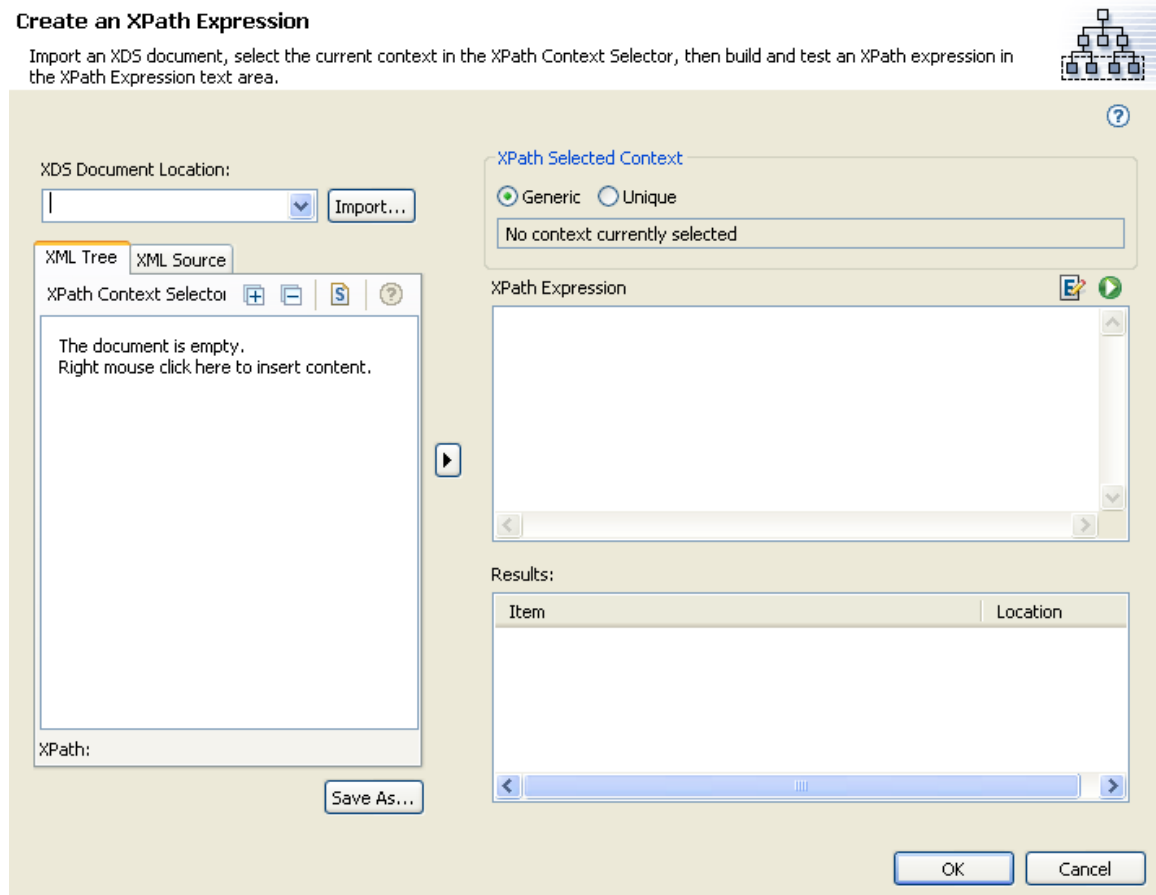 Create an XPath Expression
Import an XDS document, select the current context in the XPath Context Selector, then build and test an XPath expression in
the XPath Expression text area.
XDS Document Location:
Import...
XML Tree
XML Source
XPath Context Selector
The document is empty.
Right mouse click here to insert content.
XPath:
Save As...
XPath Selected Context
Generic
Unique
No context currently selected
XPath Expression
Results:
Item
Location
OK
Cancel